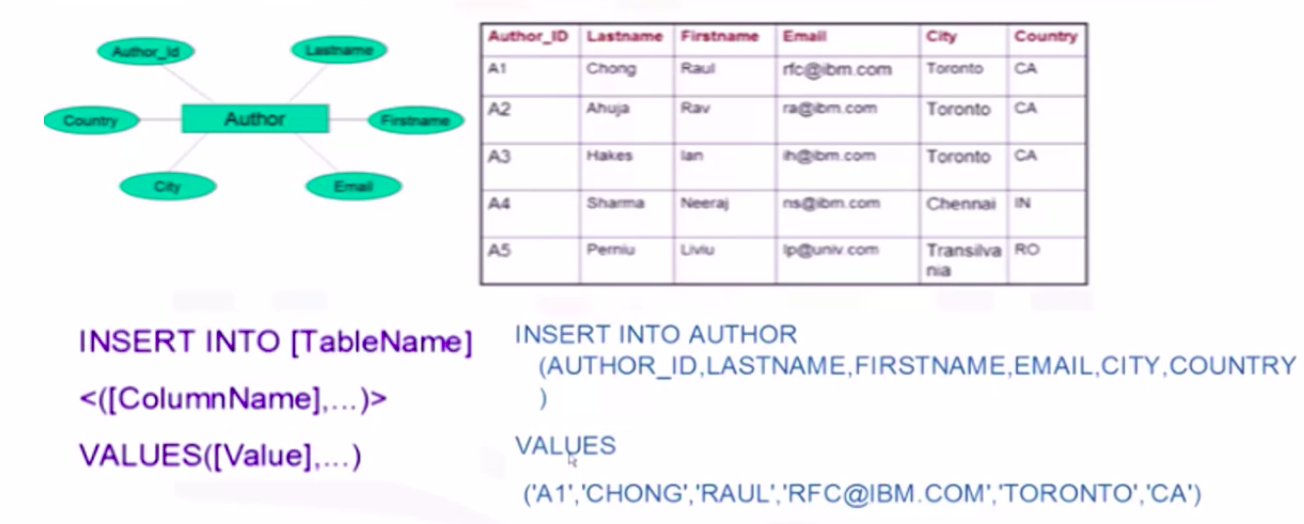 Author_Id
Lastname
Country
Author
Firstname
City
Email
Author_ID Lastname Firstname Email City Country
A1 Chong Raul rfc@ibm.com Toronto CA
A2 Ahuja Rav ra@ibm.com Toronto CA
A3 Hakes Ian ih@ibm.com Toronto CA
A4 Sharma Neeraj ns@ibm.com Chennai IN
A5 Perniu Liviu lp@univ.com Transilva RO
nia
INSERT INTO [TableName]
<([ColumnName],...)>
VALUES([Value],...)
INSERT INTO AUTHOR
(AUTHOR_ID,LASTNAME,FIRSTNAME,EMAIL,CITY,COUNTRY
)
VALUES
('A1','CHONG','RAUL','RFC@IBM.COM','TORONTO','CA')